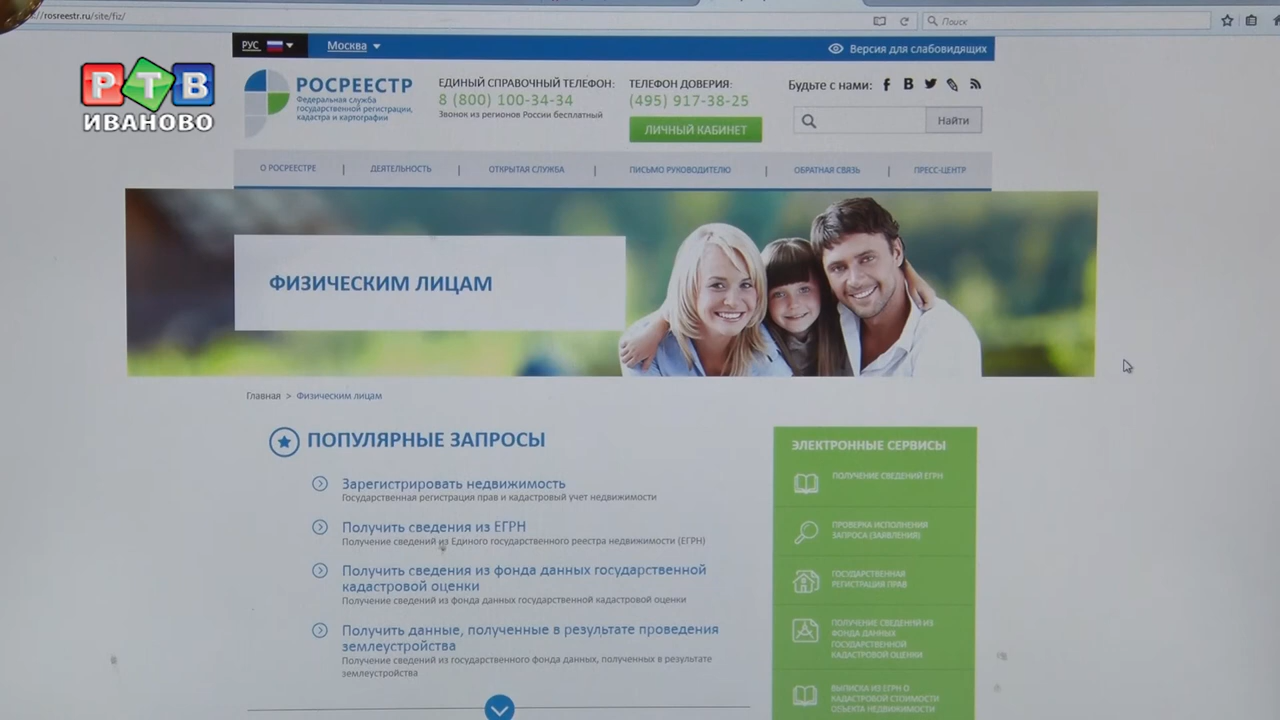 //rosreestr.ru/site/fiz/
Поиск
РУС
Москва
Версия для слабовидящих
РТВ
ИВАНОВО
РОСРЕЕСТР
Федеральная служба
государственной регистрации,
кадастра и картографии
ЕДИНЫЙ СПРАВОЧНЫЙ ТЕЛЕФОН:
8 (800) 100-34-34
Звонок из регионов России бесплатный
ТЕЛЕФОН ДОВЕРИЯ:
(495) 917-38-25
ЛИЧНЫЙ КАБИНЕТ
Будьте с нами:
Найти
О РОСРЕЕСТРЕ | ДЕЯТЕЛЬНОСТЬ | ОТКРЫТАЯ СЛУЖБА | ПИСЬМО РУКОВОДИТЕЛЮ | ОБРАТНАЯ СВЯЗЬ | ПРЕСС-ЦЕНТР
ФИЗИЧЕСКИМ ЛИЦАМ
Главная > Физическим лицам
ПОПУЛЯРНЫЕ ЗАПРОСЫ
Зарегистрировать недвижимость
Государственная регистрация прав и кадастровый учет недвижимости
Получить сведения из ЕГРН
Получение сведений из Единого государственного реестра недвижимости (ЕГРН)
Получить сведения из фонда данных государственной
кадастровой оценки
Получение сведений из фонда данных государственной кадастровой оценки
Получить данные, полученные в результате проведения
землеустройства
Получение сведений из государственного фонда данных, полученных в результате
землеустройства
ЭЛЕКТРОННЫЕ СЕРВИСЫ
ПОЛУЧЕНИЕ СВЕДЕНИЙ ЕГРН
ПРОВЕРКА ИСПОЛНЕНИЯ
ЗАПРОСА (ЗАЯВЛЕНИЯ)
ГОСУДАРСТВЕННАЯ
РЕГИСТРАЦИЯ ПРАВ
ПОЛУЧЕНИЕ СВЕДЕНИЙ ИЗ
ФОНДА ДАННЫХ
ГОСУДАРСТВЕННОЙ
КАДАСТРОВОЙ ОЦЕНКИ
ВЫПИСКА ИЗ ЕГРН О
КАДАСТРОВОЙ СТОИМОСТИ
ОБЪЕКТА НЕДВИЖИМОСТИ